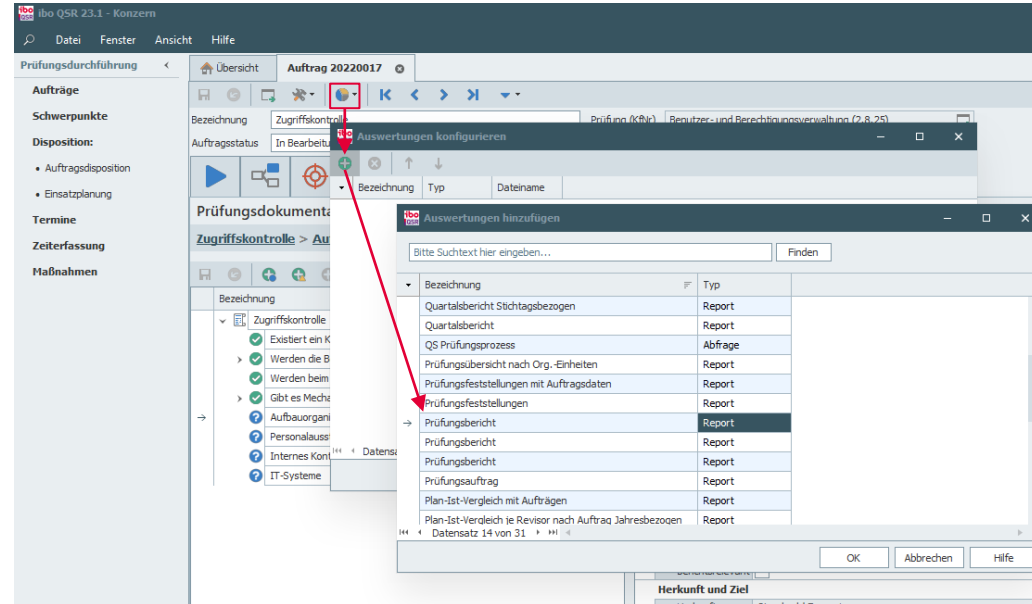 ibo QSR 23.1 - Konzern
Datei Fenster Ansicht Hilfe
Prüfungsdurchführung
Aufträge
Schwerpunkte
Disposition:
• Auftragsdisposition
• Einsatzplanung
Termine
Zeiterfassung
Maßnahmen
Übersicht Auftrag 20220017
Bezeichnung Zugriffskontrolle Prüfung (KfNr) Benutzer- und Berechtigungsverwaltung (2.8.25)
Auftragsstatus In Bearbeitu
Prüfungsdokumenta
Zugriffskontrolle > Au
Bezeichnung
Zugriffskontrolle
Existiert ein K
Werden die B
Werden beim
Gibt es Mecha
Aufbauorgani
Personalauss
Internes Kont
IT-Systeme
ibo QSR Auswertungen konfigurieren
Bezeichnung Typ Dateiname
Datensa
ibo QSR Auswertungen hinzufügen
Bitte Suchtext hier eingeben... Finden
Bezeichnung Typ
Quartalsbericht Stichtagsbezogen Report
Quartalsbericht Report
QS Prüfungsprozess Abfrage
Prüfungsübersicht nach Org.-Einheiten Report
Prüfungsfeststellungen mit Auftragsdaten Report
Prüfungsfeststellungen Report
Prüfungsbericht Report
Prüfungsbericht Report
Prüfungsbericht Report
Prüfungsauftrag Report
Plan-Ist-Vergleich mit Aufträgen Report
Plan-Ist-Vergleich je Revisor nach Auftrag Jahresbezogen Report
Datensatz 14 von 31
OK Abbrechen Hilfe
Herkunft und Ziel